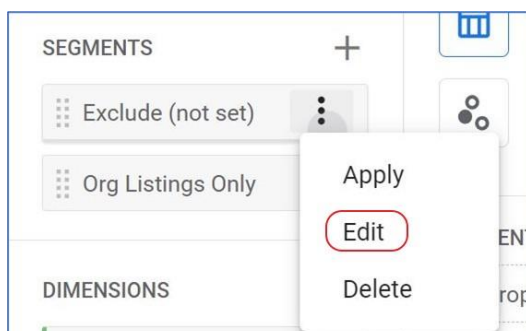 SEGMENTS
Exclude (not set)
Org Listings Only
Apply
Edit
Delete
DIMENSIONS